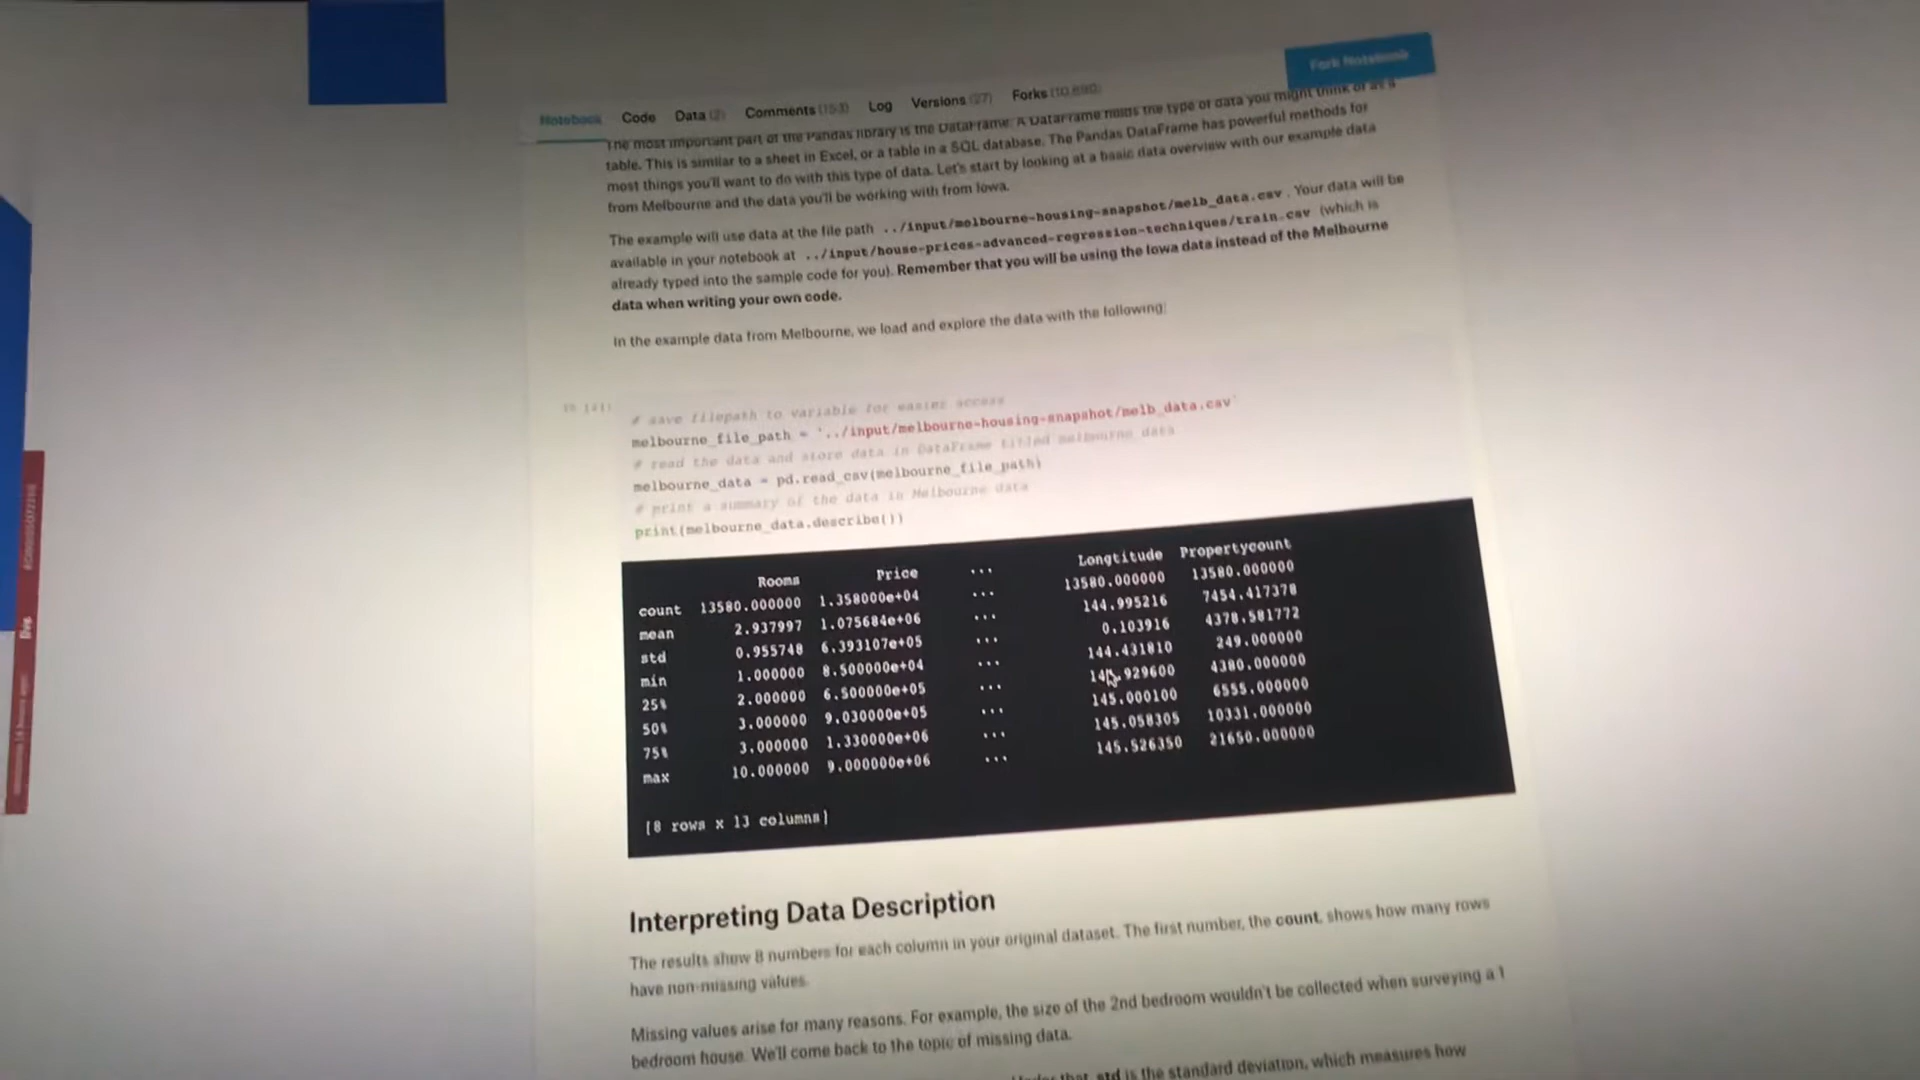 Fork Notebook
Notebook Code Data (2) Comments (153) Log Versions (27) Forks
The most important part of the Pandas library is the DataFrame. A DataFrame holds the type of data you might think of as a
table. This is similar to a sheet in Excel, or a table in a SQL database. The Pandas DataFrame has powerful methods for
most things you'll want to do with this type of data. Let's start by looking at a basic data overview with our example data
from Melbourne and the data you'll be working with from Iowa.
The example will use data at the file path ../input/melbourne-housing-snapshot/melb_data.csv . Your data will be
available in your notebook at ../input/house-prices-advanced-regression-techniques/train.csv (which is
already typed into the sample code for you). Remember that you will be using the Iowa data instead of the Melbourne
data when writing your own code.
In the example data from Melbourne, we load and explore the data with the following:
# save filepath to variable for easier access
melbourne_file_path = '../input/melbourne-housing-snapshot/melb_data.csv'
# read the data and store data in DataFrame titled melbourne data
melbourne_data = pd.read_csv(melbourne_file_path)
# print a summary of the data in Melbourne data
print(melbourne_data.describe())
Rooms Price ... Longtitude Propertycount
count 13580.000000 1.358000e+04 ... 13580.000000 13580.000000
mean 2.937997 1.075684e+06 ... 144.995216 7454.417378
std 0.955748 6.393107e+05 ... 0.103916 4378.581772
min 1.000000 8.500000e+04 ... 144.431810 249.000000
25% 2.000000 6.500000e+05 ... 144.929600 4380.000000
50% 3.000000 9.030000e+05 ... 145.000100 6555.000000
75% 3.000000 1.330000e+06 ... 145.058305 10331.000000
max 10.000000 9.000000e+06 ... 145.526350 21650.000000
[8 rows x 13 columns]
Interpreting Data Description
The results show 8 numbers for each column in your original dataset. The first number, the count, shows how many rows
have non-missing values.
Missing values arise for many reasons. For example, the size of the 2nd bedroom wouldn't be collected when surveying a 1
bedroom house. We'll come back to the topic of missing data.
std is the standard deviation, which measures how